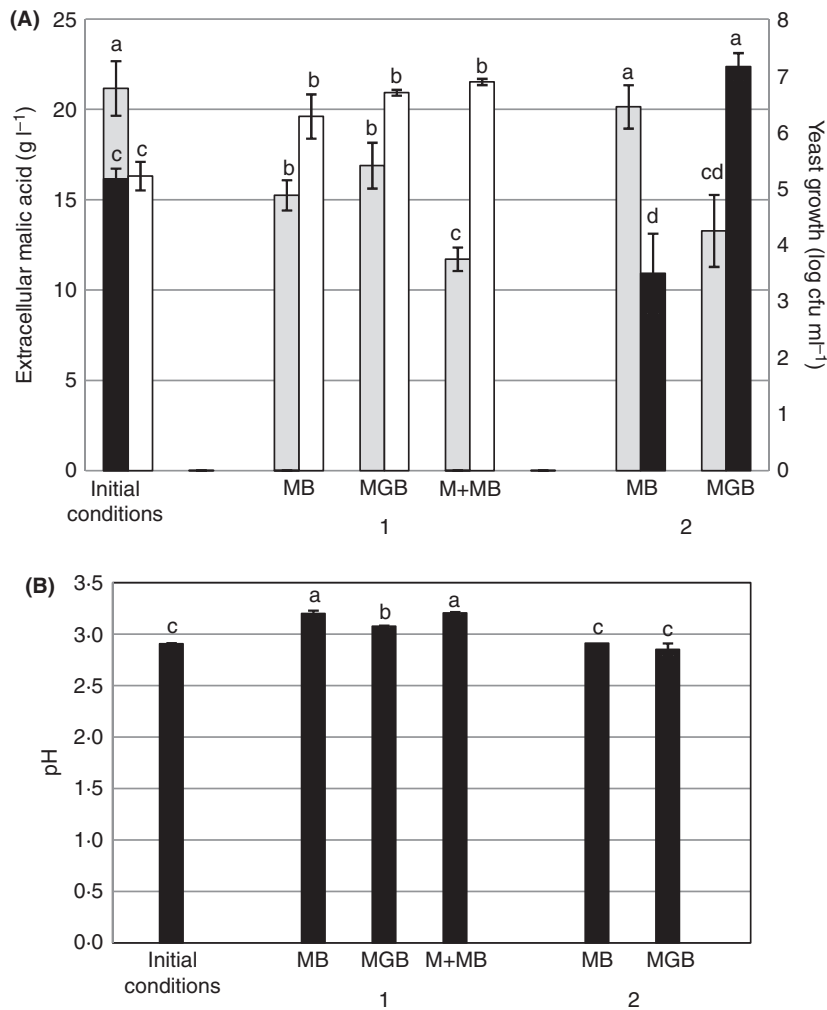 (A)
Extracellular malic acid (g l⁻¹)
25
20
15
10
5
0
8
7
6
5
4
3
2
1
0
Yeast growth (log cfu ml⁻¹)
a
c c
b
b
b
b
b
c
a
d
cd
a
Initial conditions
MB MGB M+MB
MB MGB
1 2
(B)
pH
3·5
3·0
2·5
2·0
1·5
1·0
0·5
0·0
c a b a c c
Initial conditions
MB MGB M+MB
MB MGB
1 2